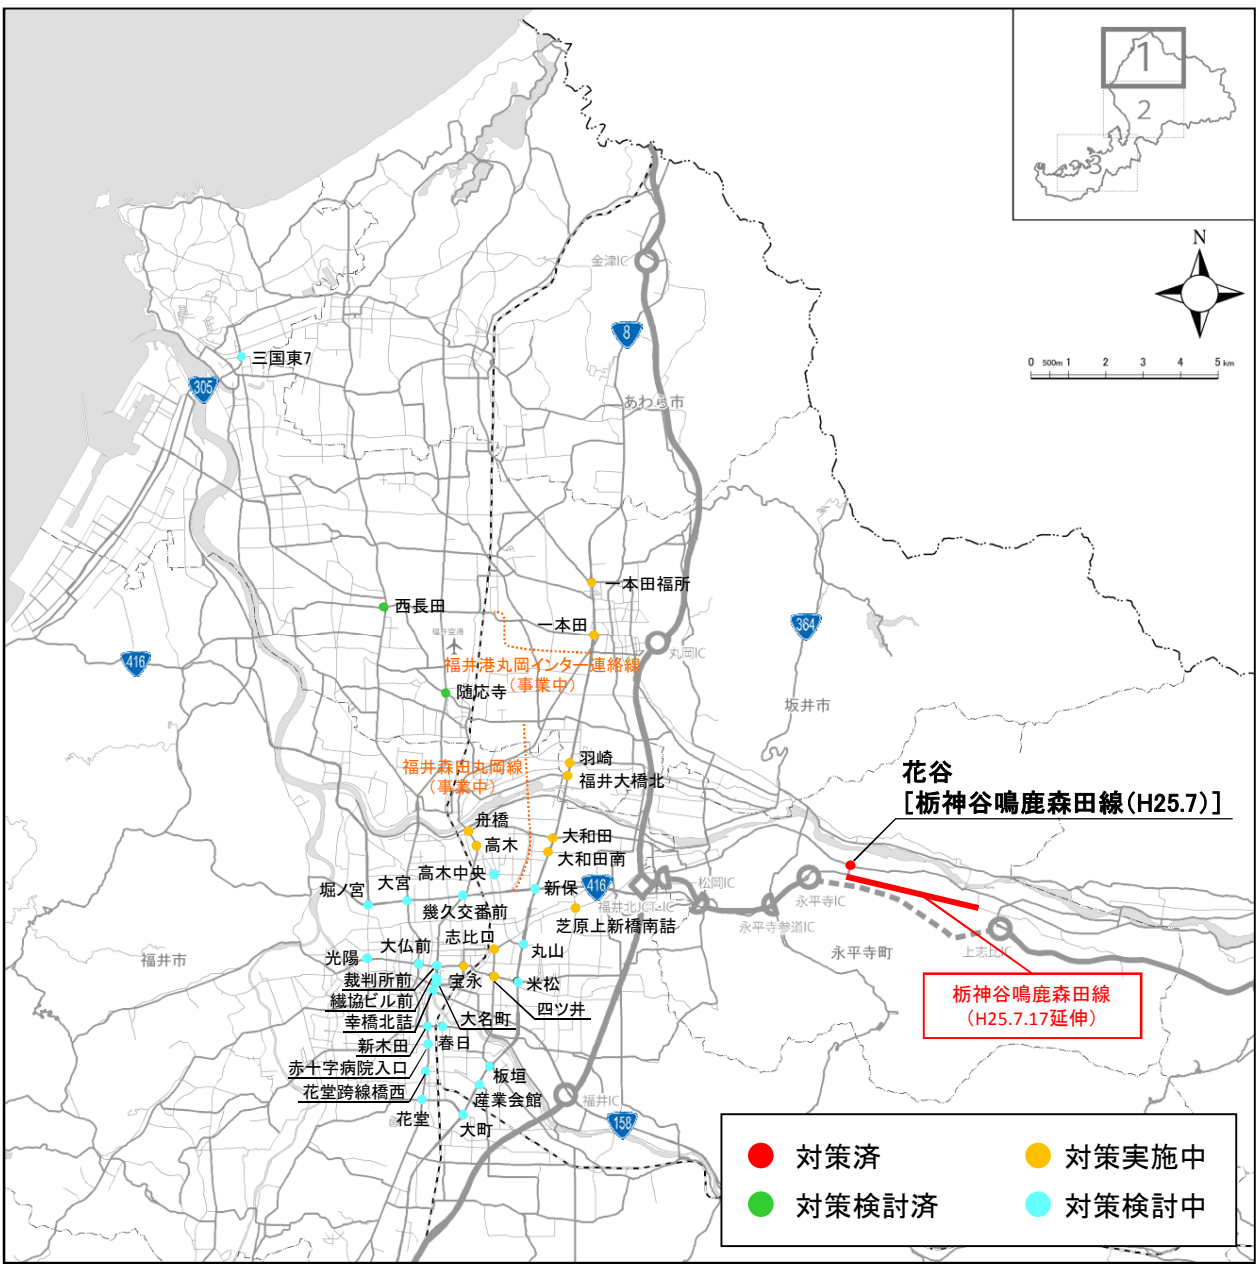 1
2
3
N
0 500m 1 2 3 4 5 km
金津IC
8
三国東7
305
あわら市
一本田福所
西長田
一本田
364
福井空港
416
丸岡IC
福井港丸岡インター連絡線
（事業中）
随応寺
坂井市
羽崎
福井森田丸岡線
（事業中）
福井大橋北
花谷
［栃神谷鳴鹿森田線（H25.7）］
舟橋
大和田
高木
大和田南
高木中央
大宮
堀ノ宮
新保
416
松岡IC
永平寺IC
福井北JCT・IC
幾久交番前
芝原上新橋南詰
永平寺参道IC
志比口
大仏前
丸山
光陽
福井市
永平寺町
上志比IC
裁判所前
宝永
米松
繊協ビル前
四ツ井
幸橋北詰
大名町
栃神谷鳴鹿森田線
（H25.7.17延伸）
新木田
春日
赤十字病院入口
板垣
花堂跨線橋西
産業会館
福井IC
花堂
大町
158
対策済
対策実施中
対策検討済
対策検討中